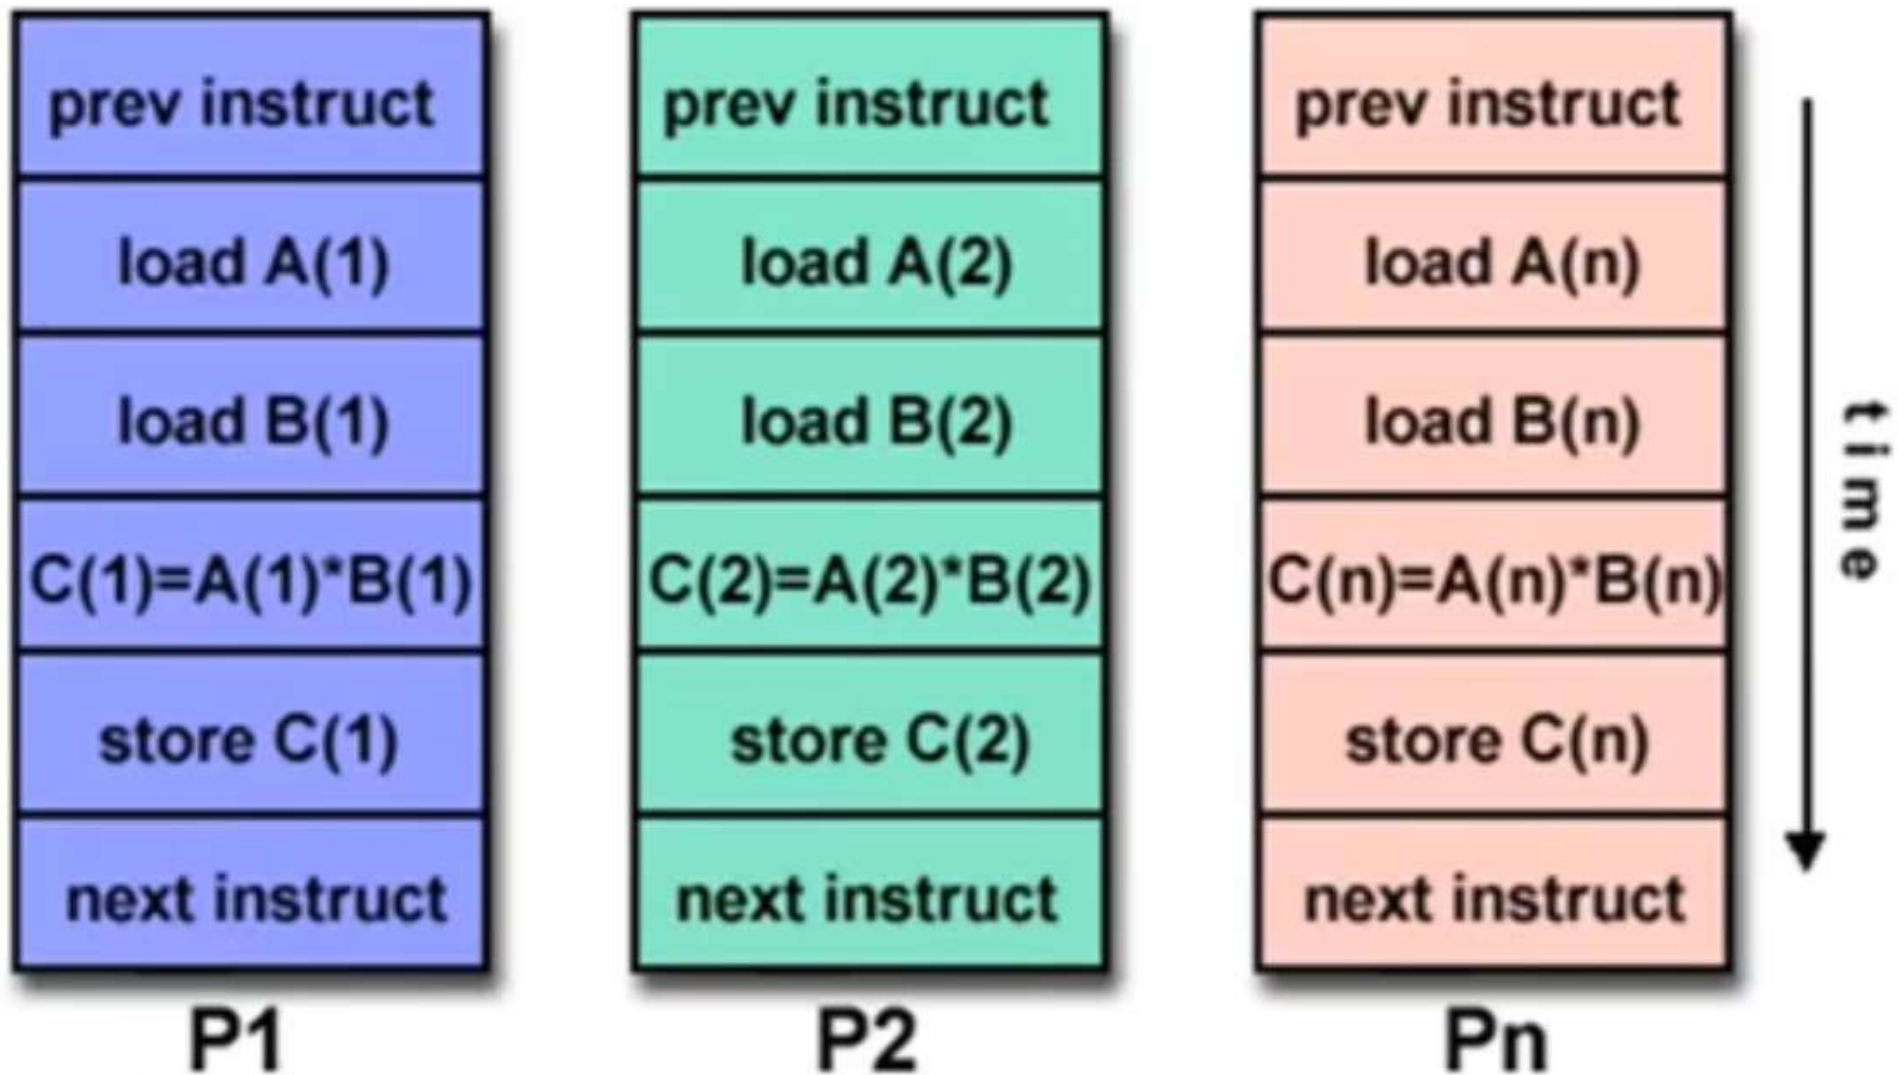 prev instruct
load A(1)
load B(1)
C(1)=A(1)*B(1)
store C(1)
next instruct
P1
prev instruct
load A(2)
load B(2)
C(2)=A(2)*B(2)
store C(2)
next instruct
P2
prev instruct
load A(n)
load B(n)
C(n)=A(n)*B(n)
store C(n)
next instruct
Pn
time